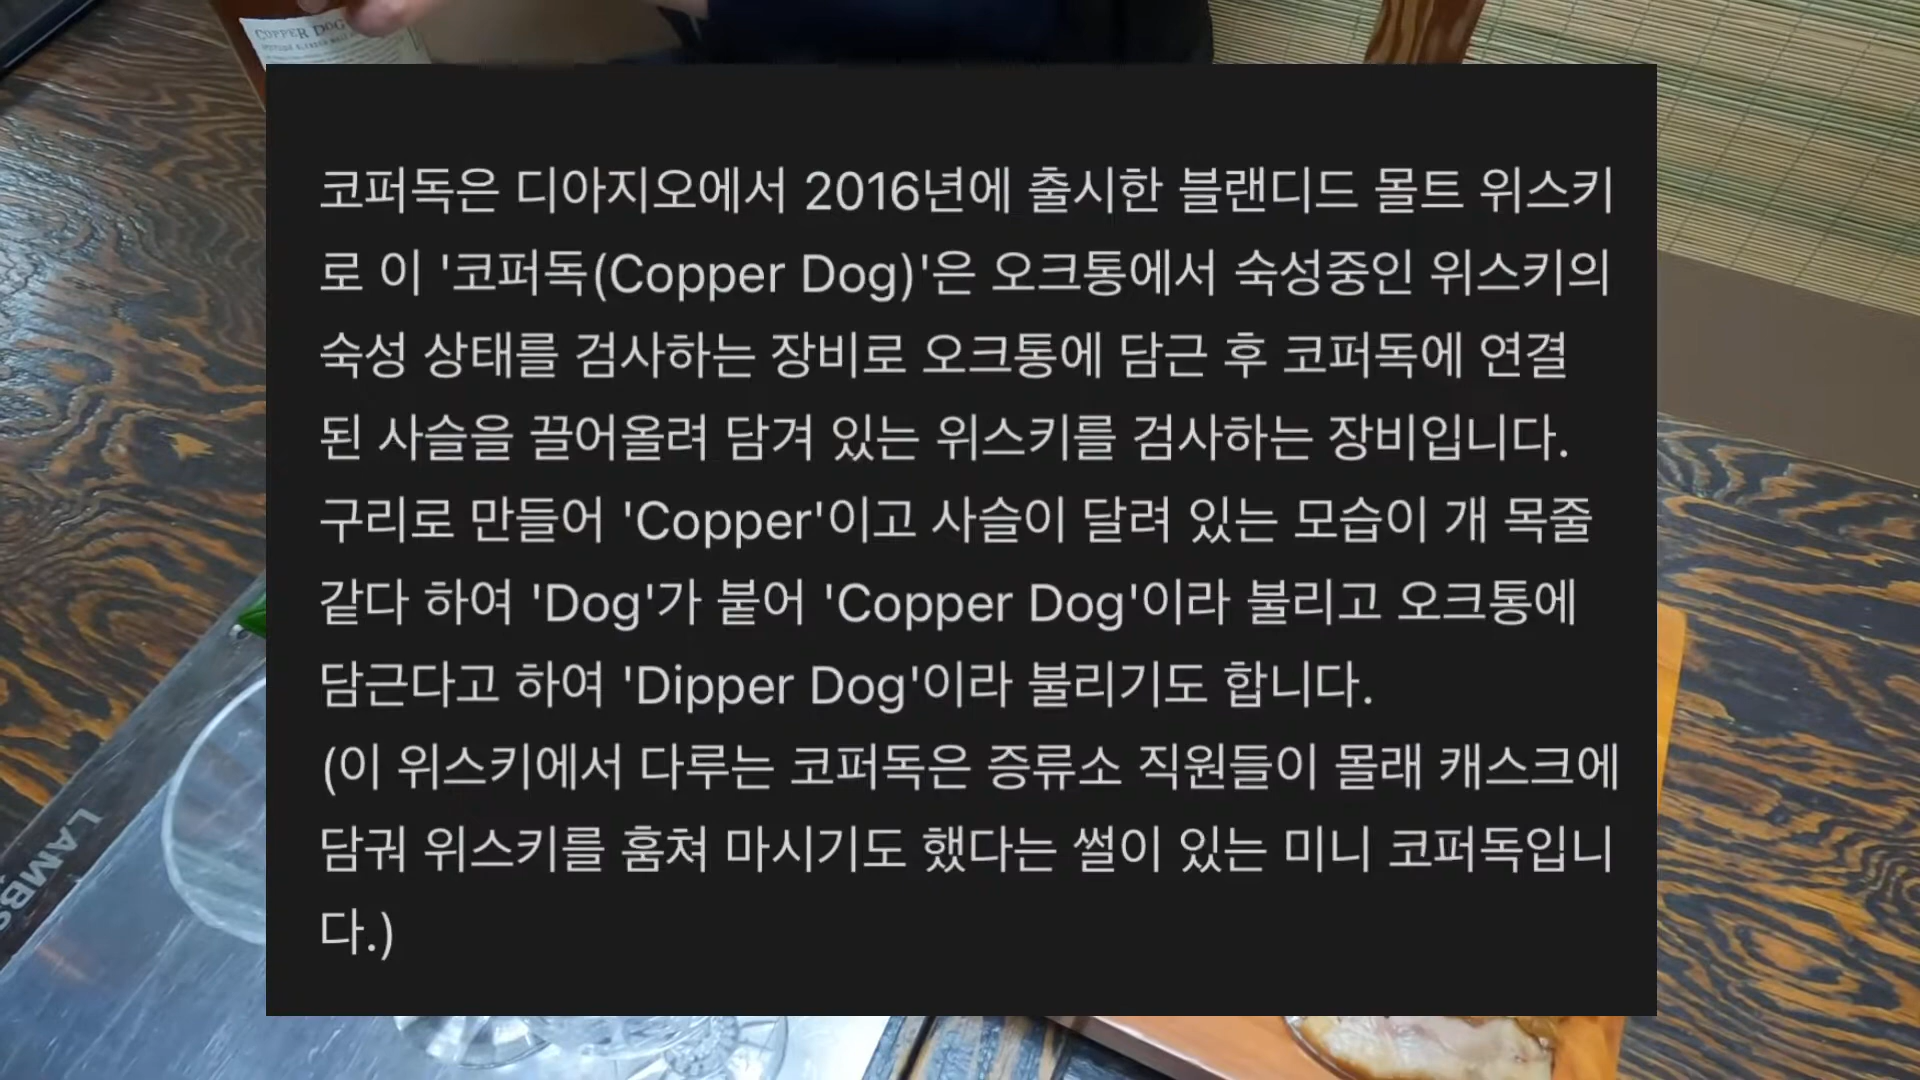 COPPER DOG
코퍼독은 디아지오에서 2016년에 출시한 블랜디드 몰트 위스키
로 이 '코퍼독(Copper Dog)'은 오크통에서 숙성중인 위스키의
숙성 상태를 검사하는 장비로 오크통에 담근 후 코퍼독에 연결
된 사슬을 끌어올려 담겨 있는 위스키를 검사하는 장비입니다.
구리로 만들어 'Copper'이고 사슬이 달려 있는 모습이 개 목줄
같다 하여 'Dog'가 붙어 'Copper Dog'이라 불리고 오크통에
담근다고 하여 'Dipper Dog'이라 불리기도 합니다.
(이 위스키에서 다루는 코퍼독은 증류소 직원들이 몰래 캐스크에
담궈 위스키를 훔쳐 마시기도 했다는 썰이 있는 미니 코퍼독입니
다.)